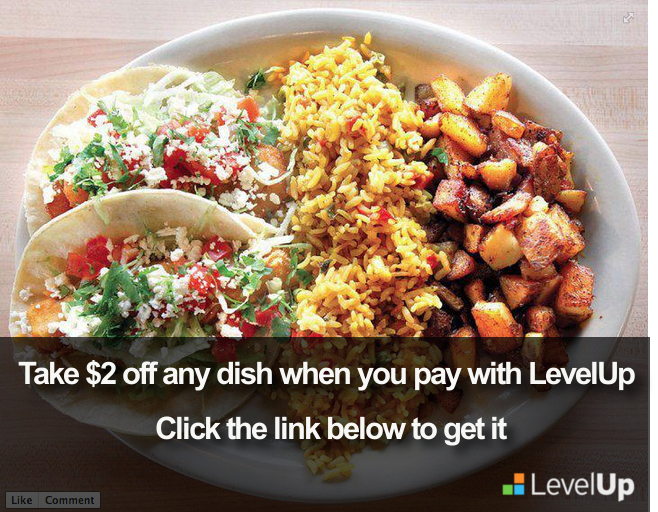 Take $2 off any dish when you pay with LevelUp
Click the link below to get it
LevelUp
Like Comment